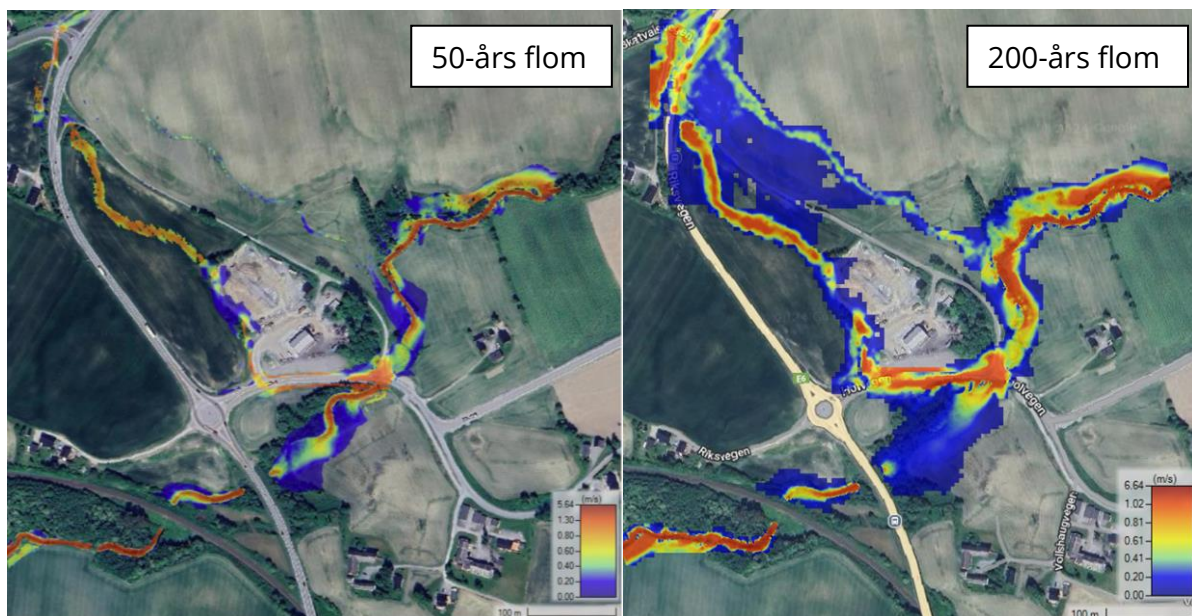 50-års flom
200-års flom
Riksvegen
Riksvegen
olvegen
Vollshaugvegen
(m/s)
5.64
1.30
0.80
0.60
0.40
0.20
0.00
100 m
(m/s)
6.64
1.02
0.81
0.61
0.41
0.20
0.00
100 m